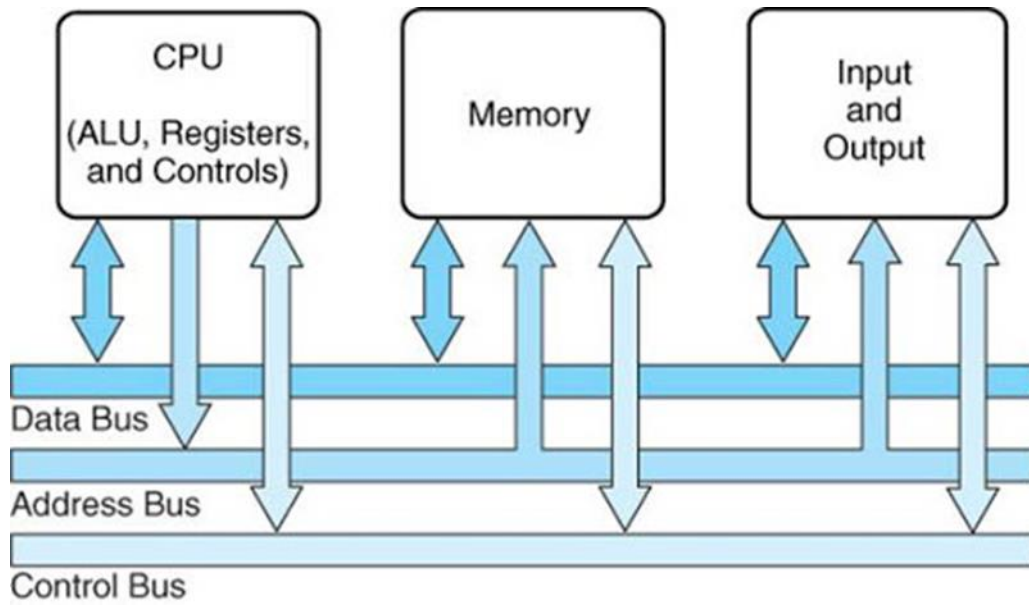 CPU
(ALU, Registers,
and Controls)
Memory
Input
and
Output
Data Bus
Address Bus
Control Bus